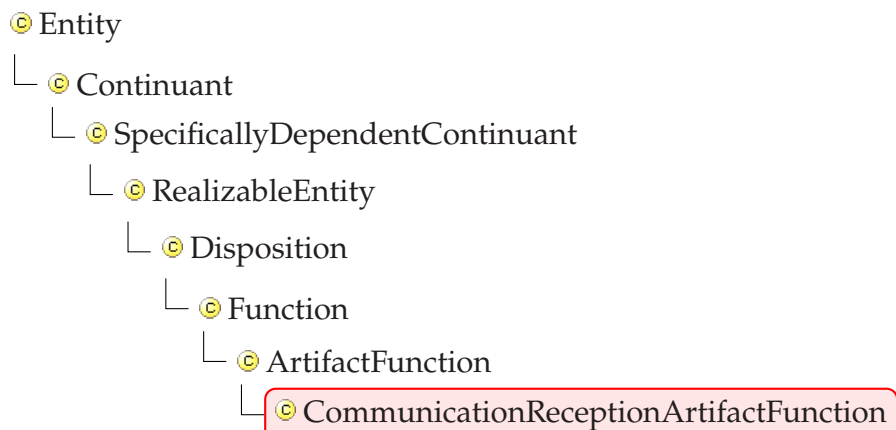 C Entity
C Continuant
C SpecificallyDependentContinuant
C RealizableEntity
C Disposition
C Function
C ArtifactFunction
C CommunicationReceptionArtifactFunction